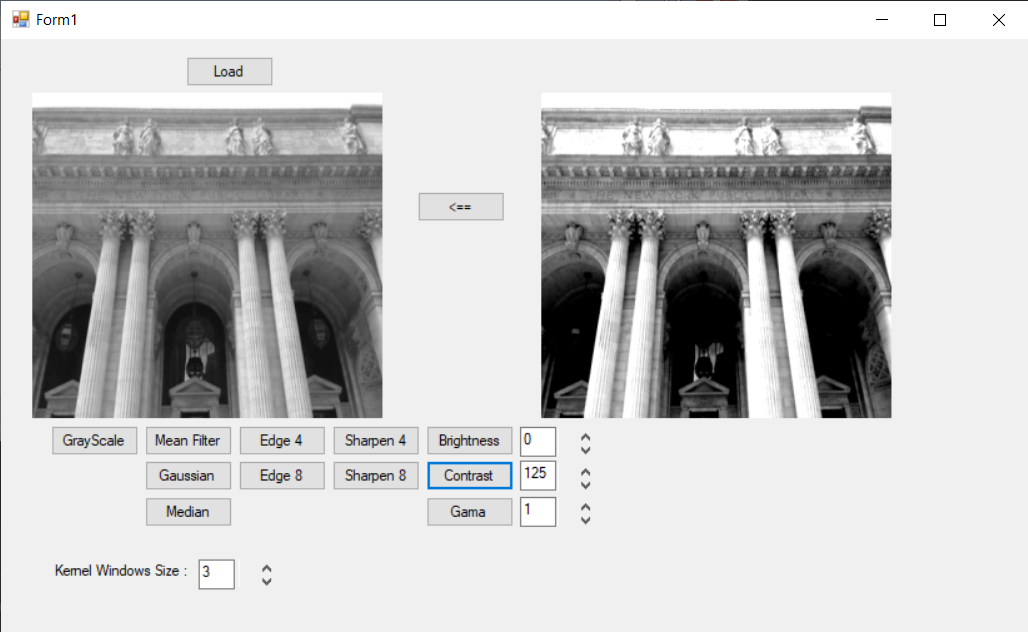 Form1
Load
<==
GrayScale Mean Filter Edge 4 Sharpen 4 Brightness 0
Gaussian Edge 8 Sharpen 8 Contrast 125
Median Gama 1
Kernel Windows Size : 3